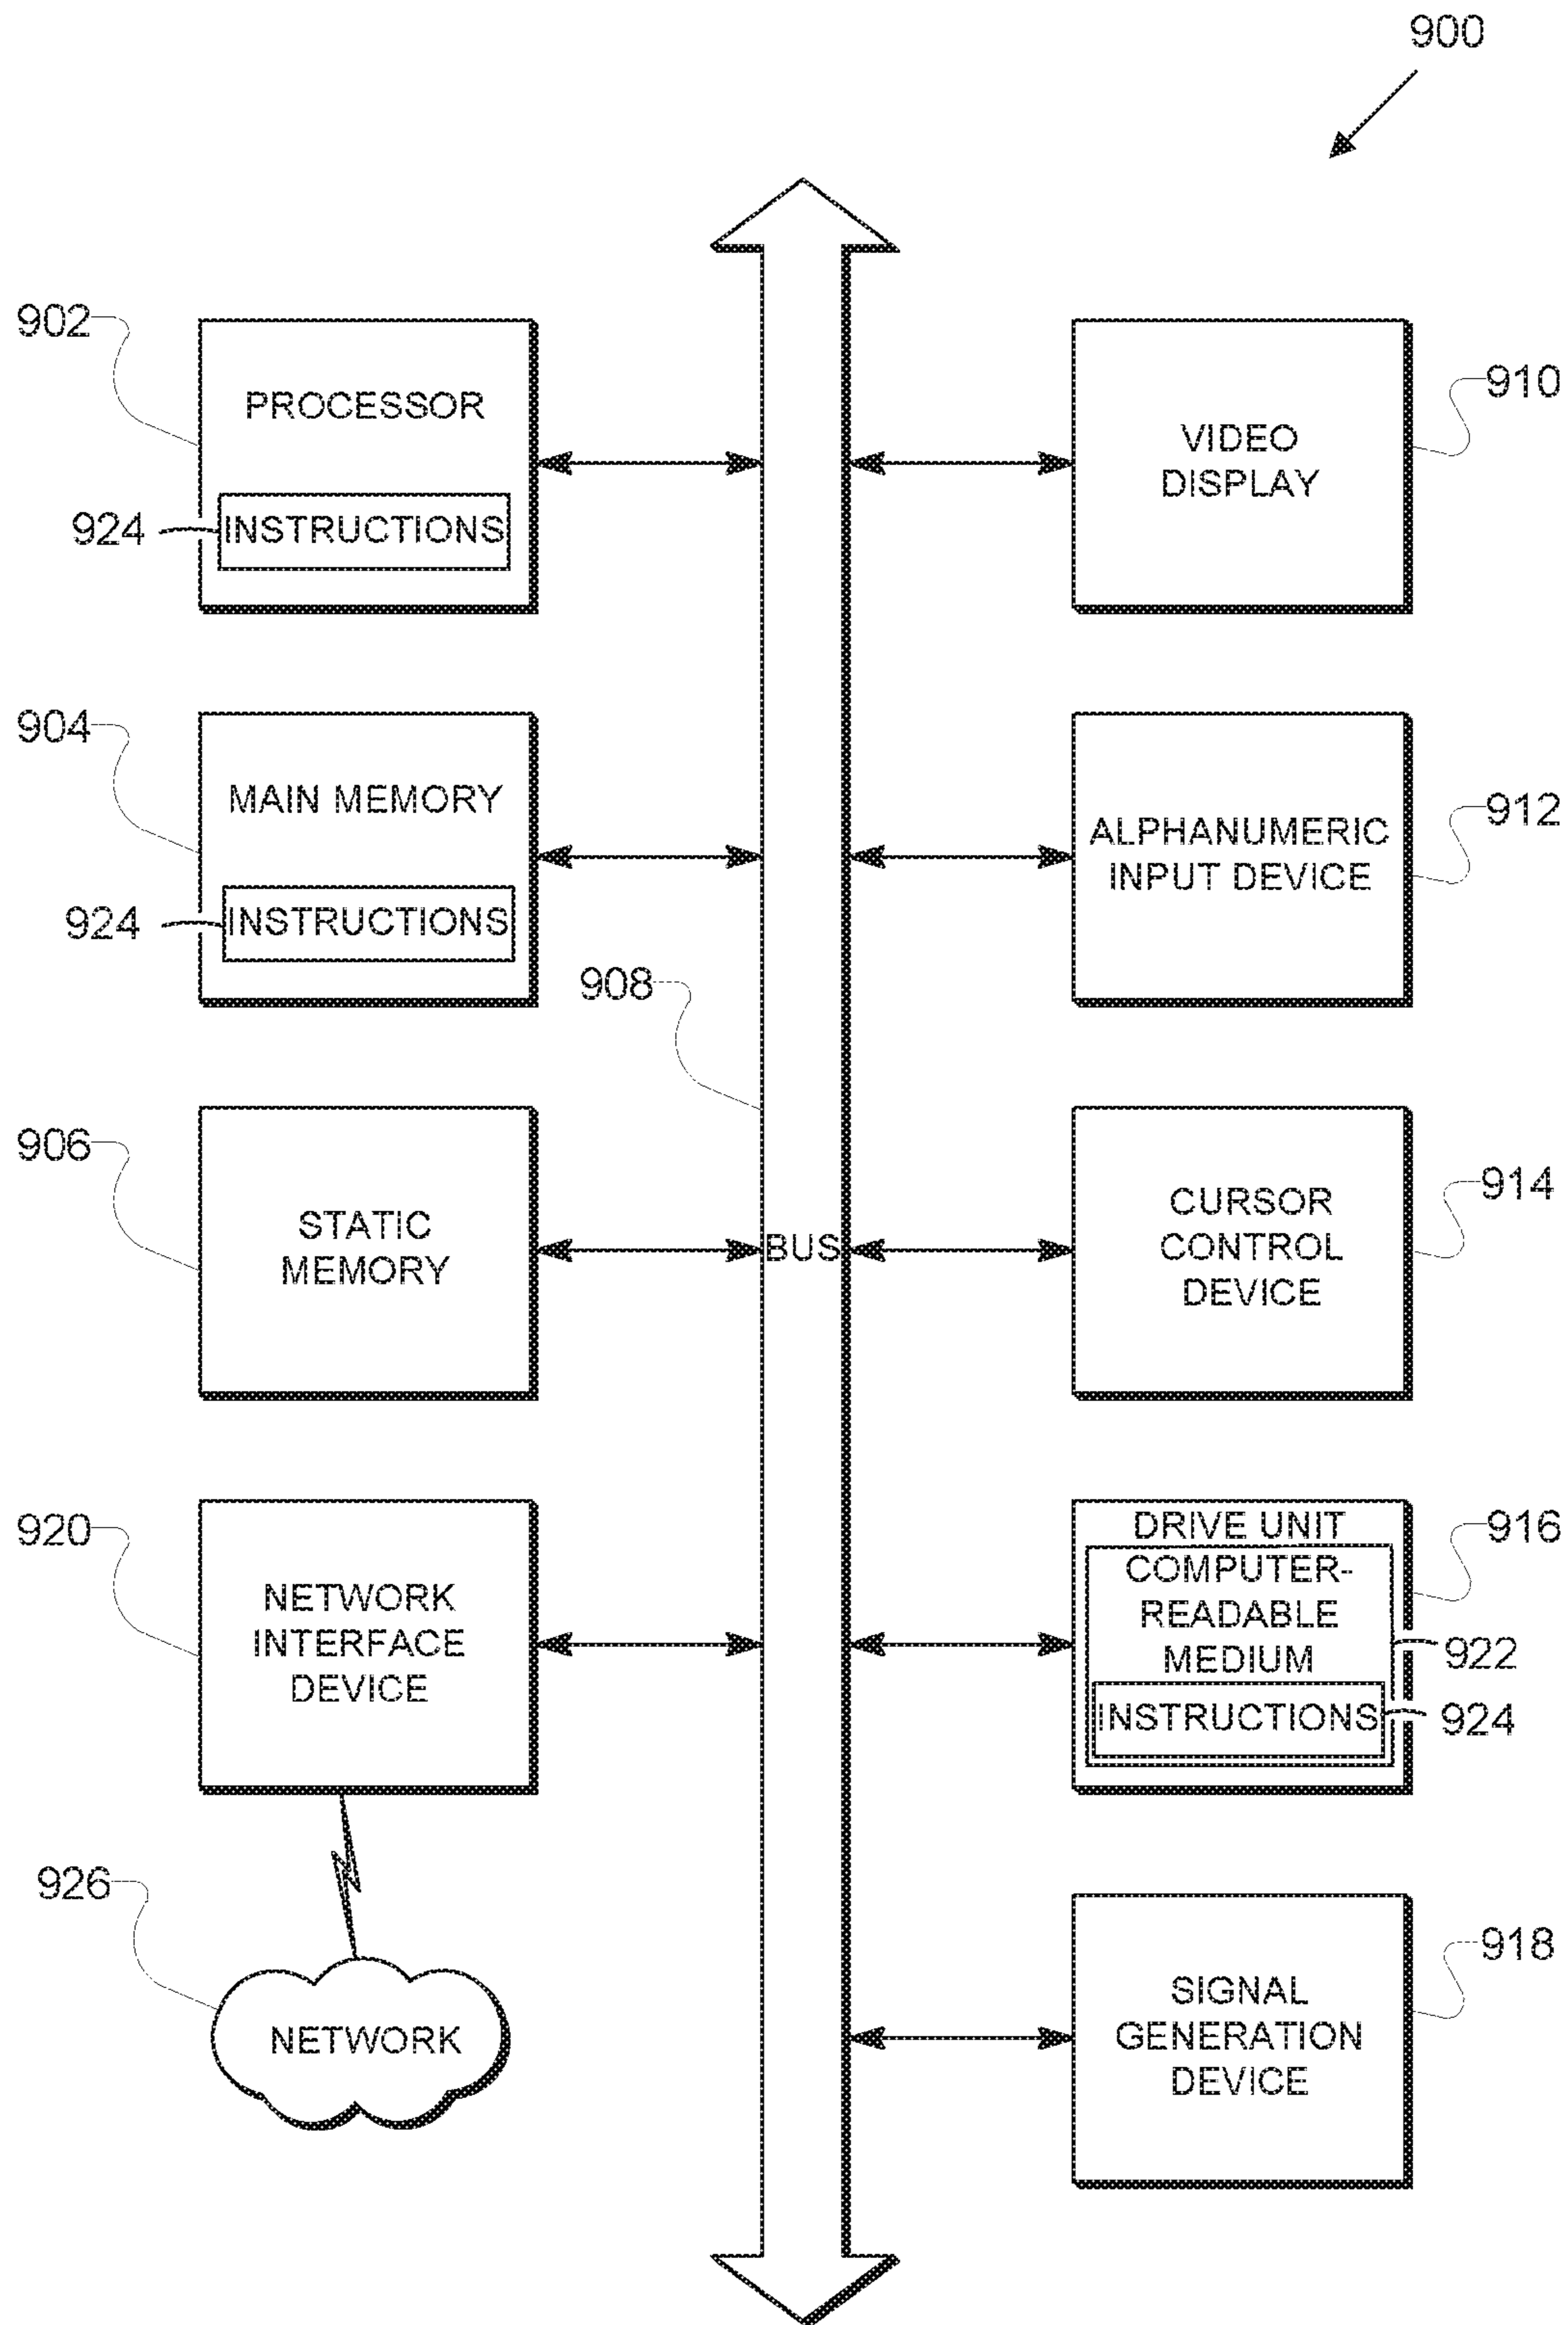 900
902
PROCESSOR
924
INSTRUCTIONS
910
VIDEO
DISPLAY
904
MAIN MEMORY
924
INSTRUCTIONS
912
ALPHANUMERIC
INPUT DEVICE
908
906
STATIC
MEMORY
BUS
914
CURSOR
CONTROL
DEVICE
920
NETWORK
INTERFACE
DEVICE
916
DRIVE UNIT
COMPUTER-
READABLE
MEDIUM
922
INSTRUCTIONS
924
926
NETWORK
918
SIGNAL
GENERATION
DEVICE